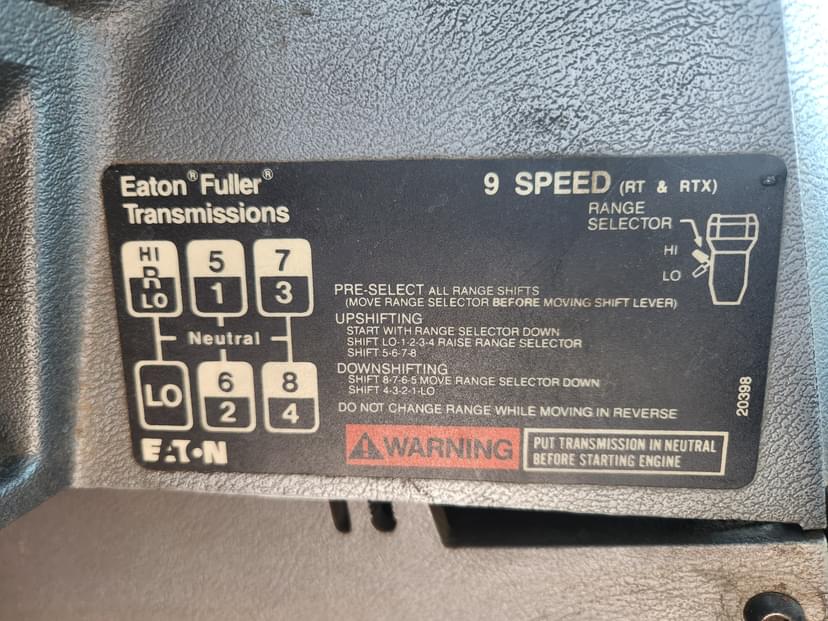 Eaton® Fuller®
Transmissions
9 SPEED (RT & RTX)
RANGE
SELECTOR
HI
LO
HI
R
LO
5
1
7
3
Neutral
LO
6
2
8
4
PRE-SELECT ALL RANGE SHIFTS
(MOVE RANGE SELECTOR BEFORE MOVING SHIFT LEVER)
UPSHIFTING
START WITH RANGE SELECTOR DOWN
SHIFT LO-1-2-3-4 RAISE RANGE SELECTOR
SHIFT 5-6-7-8
DOWNSHIFTING
SHIFT 8-7-6-5 MOVE RANGE SELECTOR DOWN
SHIFT 4-3-2-1-LO
DO NOT CHANGE RANGE WHILE MOVING IN REVERSE
20398
EATON
WARNING
PUT TRANSMISSION IN NEUTRAL
BEFORE STARTING ENGINE